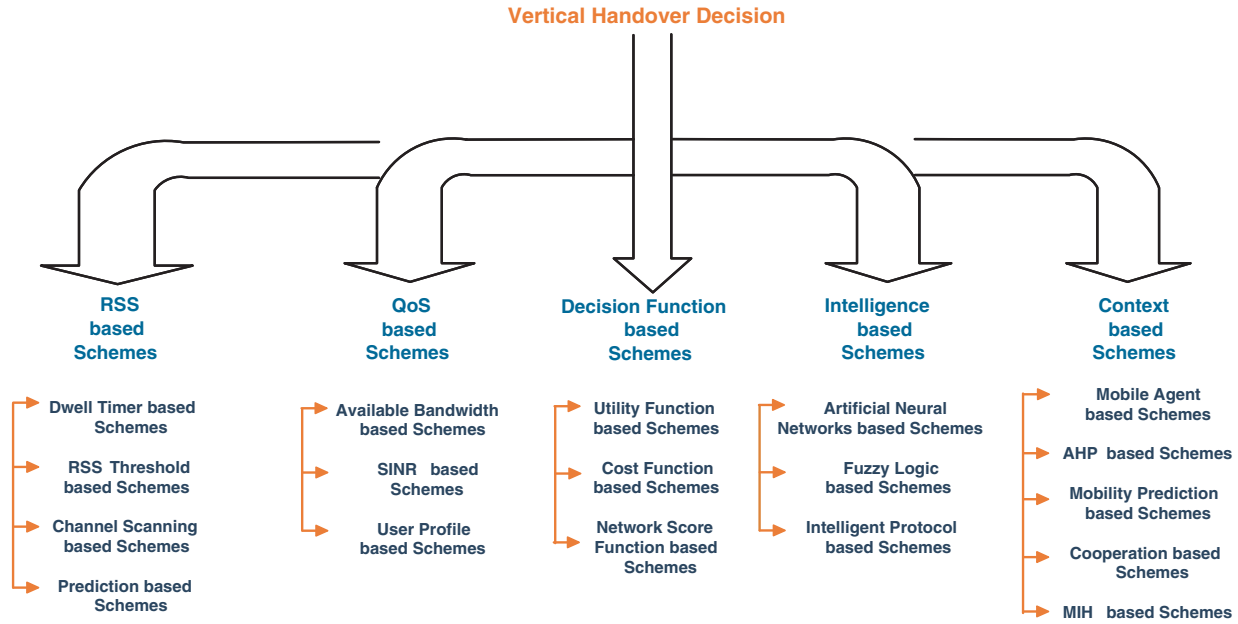 Vertical Handover Decision
RSS
based
Schemes
Dwell Timer based
Schemes
RSS Threshold
based Schemes
Channel Scanning
based Schemes
Prediction based
Schemes
QoS
based
Schemes
Available Bandwidth
based Schemes
SINR based
Schemes
User Profile
based Schemes
Decision Function
based
Schemes
Utility Function
based Schemes
Cost Function
based Schemes
Network Score
Function based
Schemes
Intelligence
based
Schemes
Artificial Neural
Networks based Schemes
Fuzzy Logic
based Schemes
Intelligent Protocol
based Schemes
Context
based
Schemes
Mobile Agent
based Schemes
AHP based Schemes
Mobility Prediction
based Schemes
Cooperation based
Schemes
MIH based Schemes